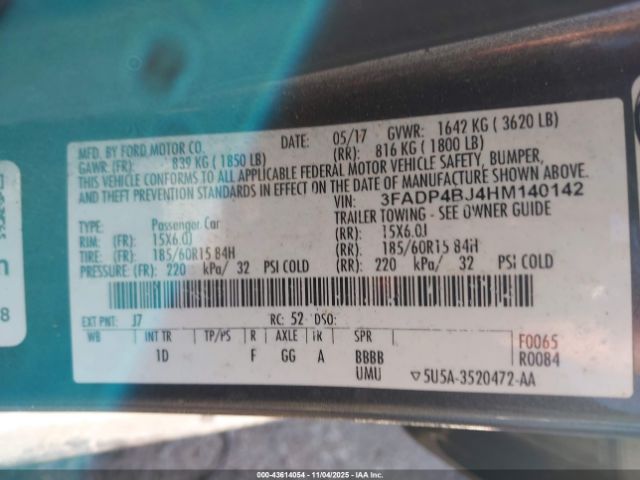 MFD. BY FORD MOTOR CO. DATE: 05/17 GVWR: 1642 KG ( 3620 LB)
GAWR: (FR): 839 KG ( 1850 LB) (RR): 816 KG ( 1800 LB)
THIS VEHICLE CONFORMS TO ALL APPLICABLE FEDERAL MOTOR VEHICLE SAFETY, BUMPER,
AND THEFT PREVENTION STANDARDS IN EFFECT ON THE DATE OF MANUFACTURE SHOWN ABOVE.
VIN: 3FADP4BJ4HM140142
TYPE: Passenger Car TRAILER TOWING - SEE OWNER GUIDE
RIM: (FR): 15X6.0J (RR): 15X6.0J
TIRE: (FR): 185/60R15 84H (RR): 185/60R15 84H
PRESSURE: (FR): 220 kPa/ 32 PSI COLD (RR): 220 kPa/ 32 PSI COLD
EXT PNT: J7 RC: 52 DSO:
WB INT TR TP/PS R AXLE TR SPR F0065
1D F GG A BBBB R0084
UMU ▽5U5A-3520472-AA
8
00-43614054 - 11/04/2025 - IAA Inc.